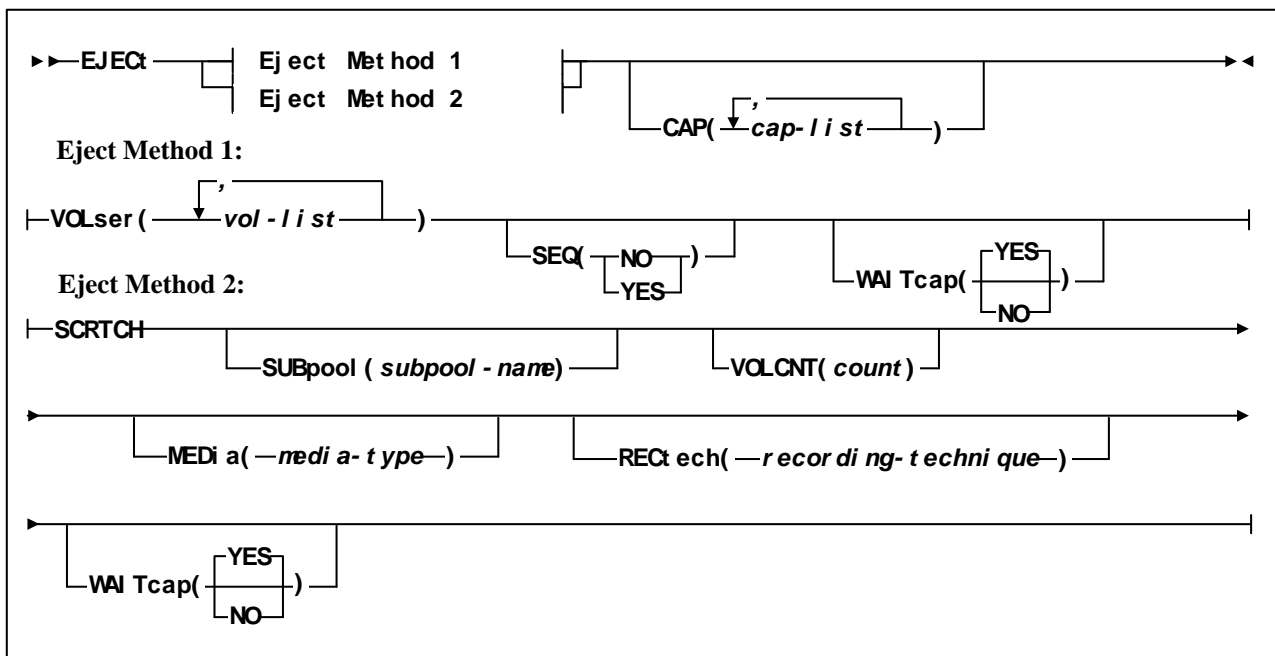 EJECt Eject Method 1
Eject Method 2
,
CAP( cap-list )
Eject Method 1:
,
VOLser ( vol-list )
SEQ( NO )
YES
WAITcap( YES )
NO
Eject Method 2:
SCRTCH
SUBpool ( subpool-name)
VOLCNT( count )
MEDia( media-type )
RECtech( recording-technique )
WAITcap( YES )
NO